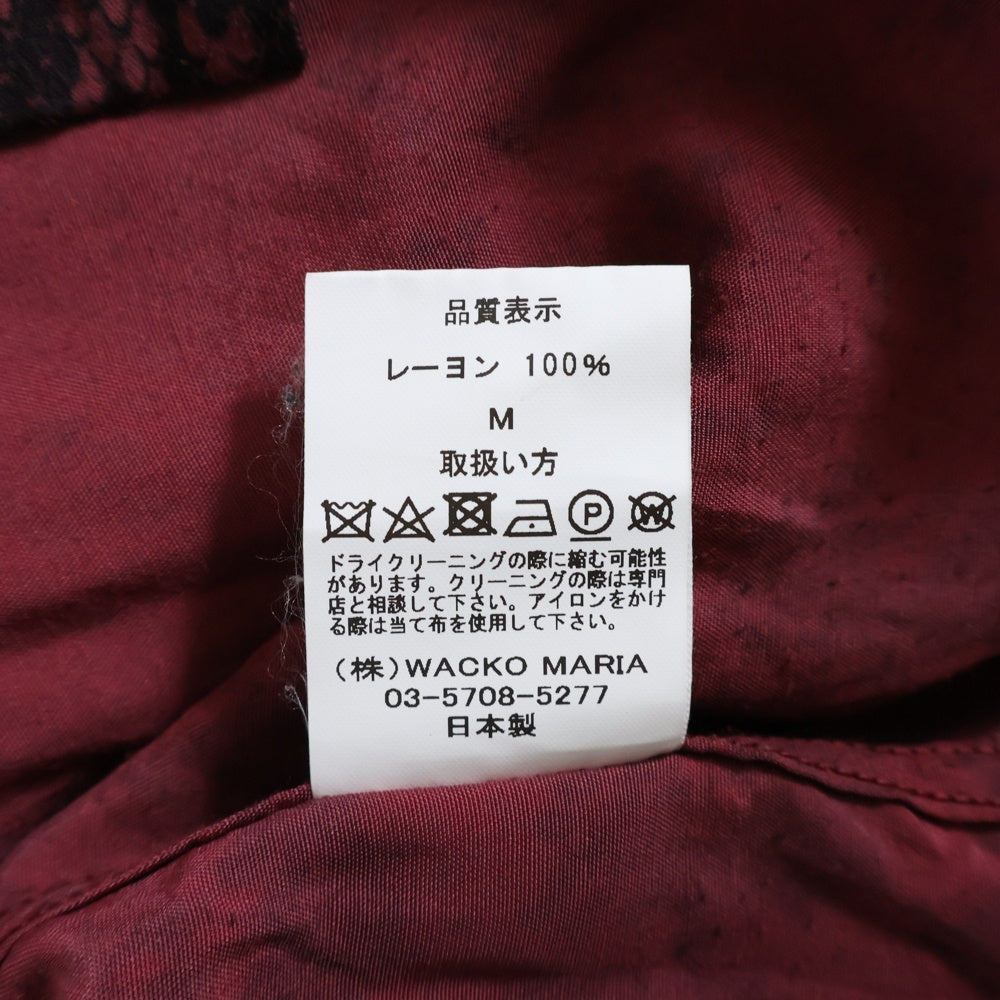 品質表示
レーヨン 100%
M
取扱い方
P W
ドライクリーニングの際に縮む可能性
があります。クリーニングの際は専門
店と相談して下さい。アイロンをかけ
る際は当て布を使用して下さい。
(株)WACKO MARIA
03-5708-5277
日本製